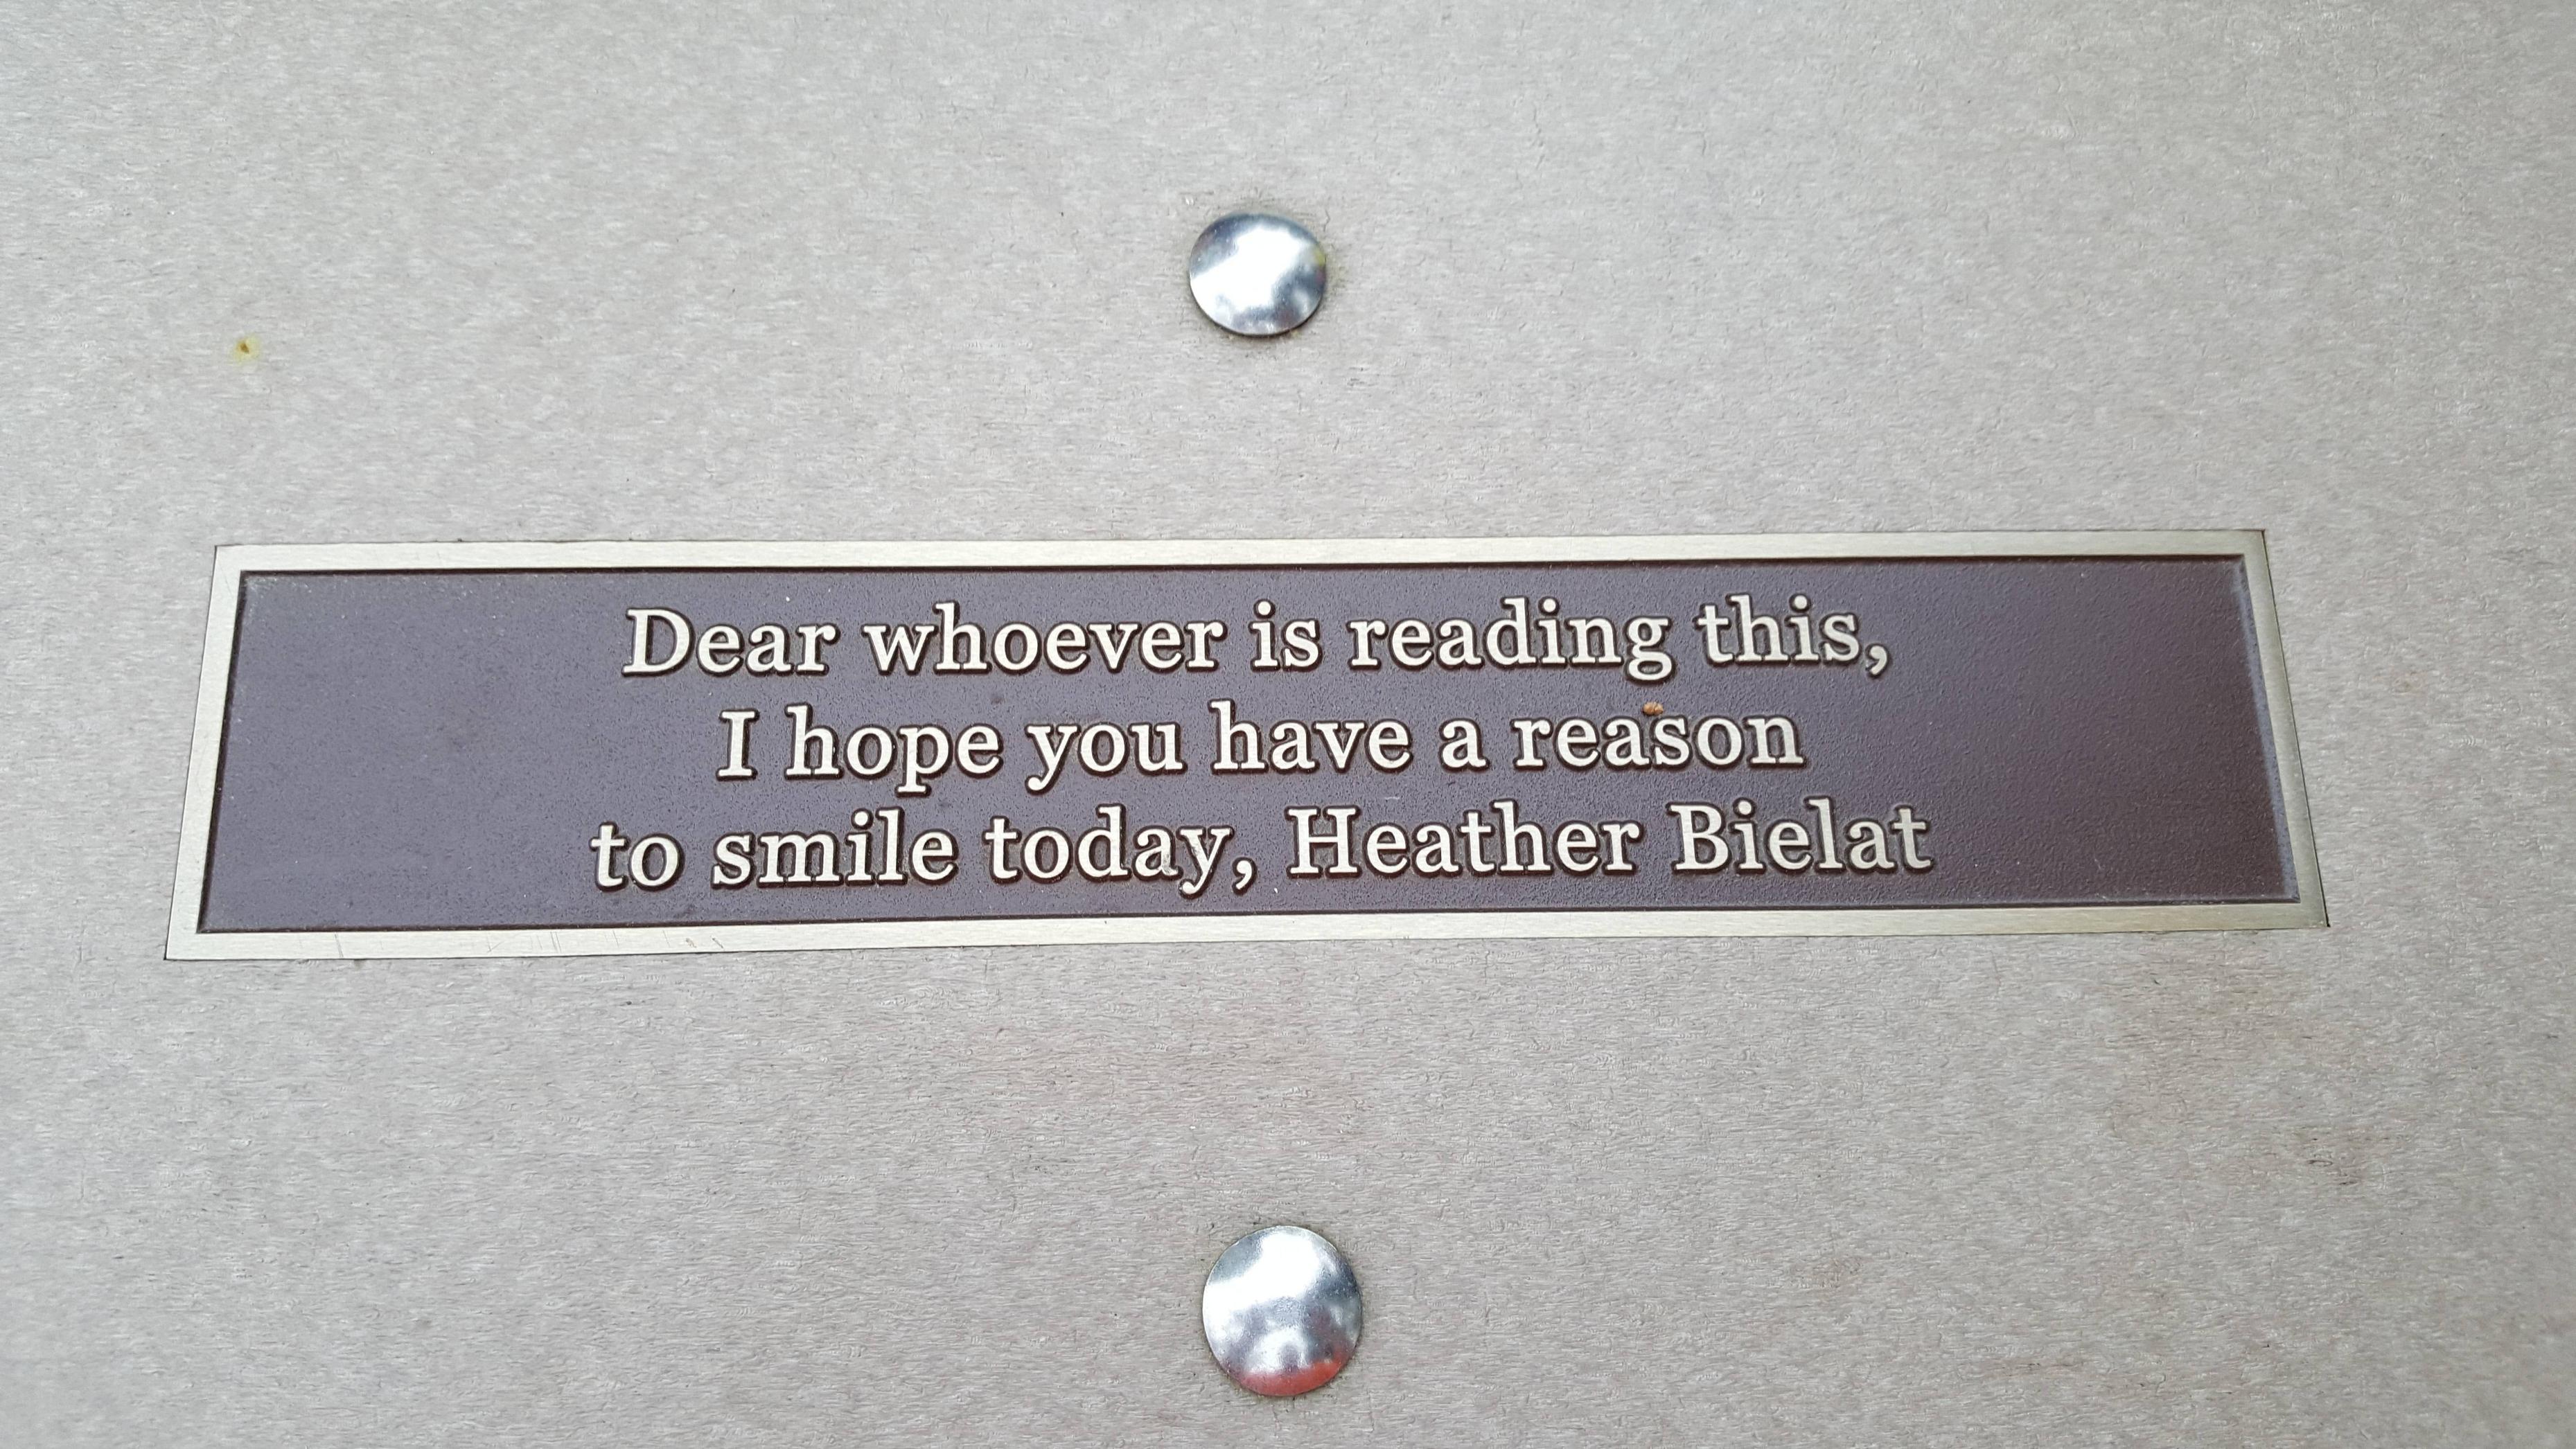 Dear whoever is reading this,
I hope you have a reason
to smile today, Heather Bielat